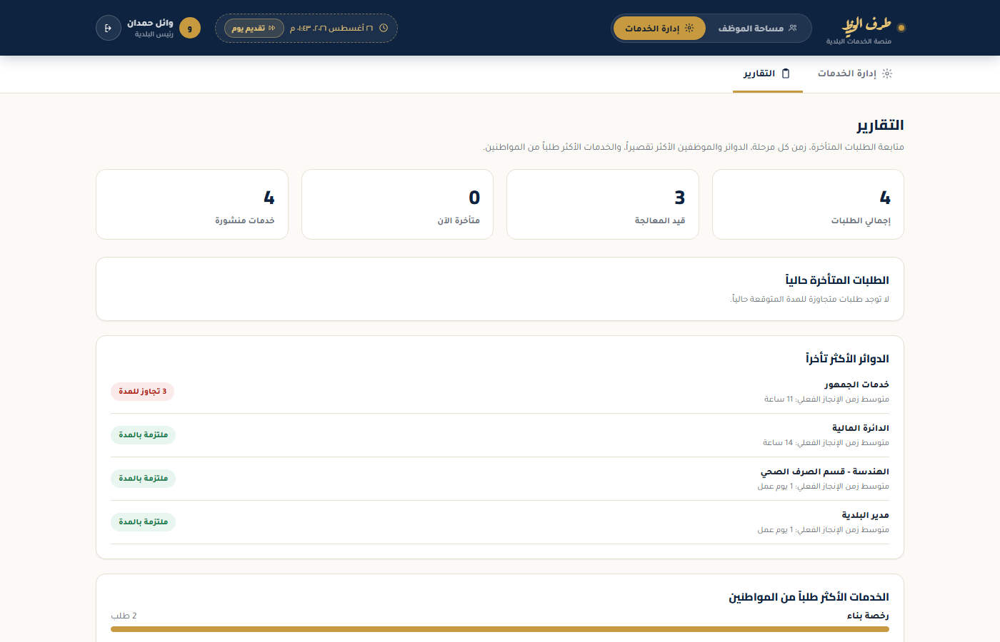 طرف الوفا
منصة الخدمات البلدية
مساحة الموظف
إدارة الخدمات
٢٦ أغسطس ٢٠٢٦، ٠١:٤٣ م
تقديم يوم
و
وائل حمدان
رئيس البلدية
إدارة الخدمات
التقارير
التقارير
متابعة الطلبات المتأخرة، زمن كل مرحلة، الدوائر والموظفين الأكثر تقصيراً، والخدمات الأكثر طلباً من المواطنين.
4
إجمالي الطلبات
3
قيد المعالجة
0
متأخرة الآن
4
خدمات منشورة
الطلبات المتأخرة حالياً
لا توجد طلبات متجاوزة للمدة المتوقعة حالياً.
الدوائر الأكثر تأخراً
خدمات الجمهور
متوسط زمن الإنجاز الفعلي: 11 ساعة
3 تجاوز للمدة
الدائرة المالية
متوسط زمن الإنجاز الفعلي: 14 ساعة
ملتزمة بالمدة
الهندسة - قسم الصرف الصحي
متوسط زمن الإنجاز الفعلي: 1 يوم عمل
ملتزمة بالمدة
مدير البلدية
متوسط زمن الإنجاز الفعلي: 1 يوم عمل
ملتزمة بالمدة
الخدمات الأكثر طلباً من المواطنين
رخصة بناء
2 طلب